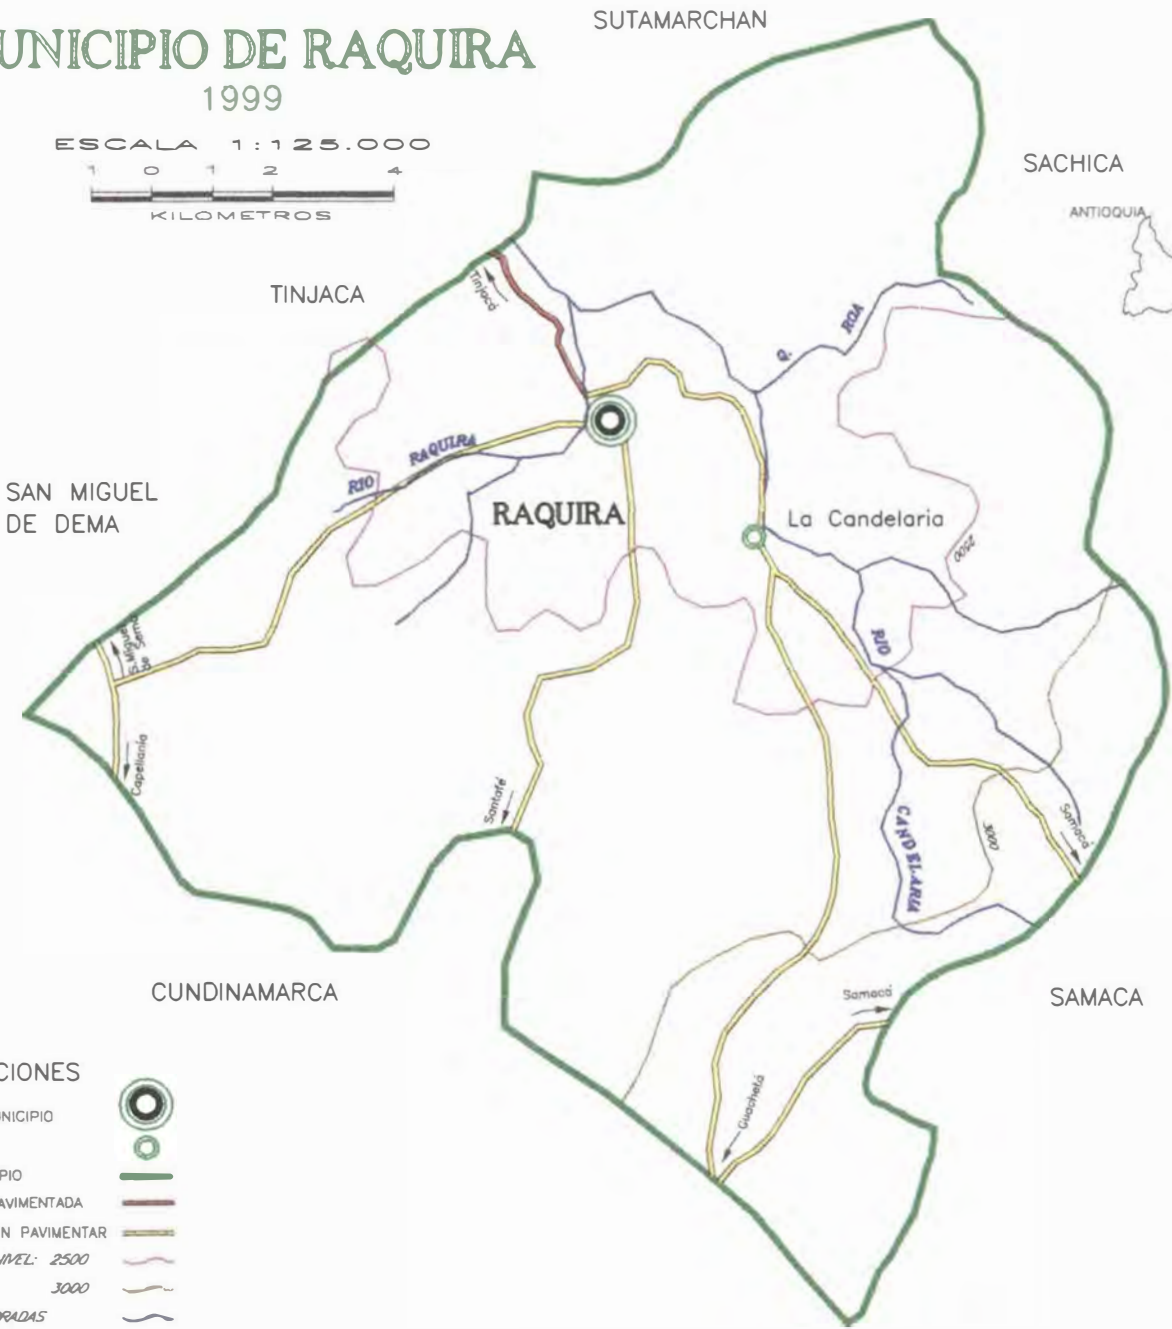 SUTAMARCHAN
UNICIPIO DE RAQUIRA
1999
ESCALA 1:125.000
1 0 1 2 4
KILOMETROS
SACHICA
ANTIOQUIA
TINJACA
Tinjacá
Q. ROA
RIO RAQUIRA
SAN MIGUEL
DE DEMA
RAQUIRA
La Candelaria
2500
RIO
S. Miguel
de Sema
Capellanía
Santafé
CANDELARIA
3000
Samacá
CUNDINAMARCA
Samacá
SAMACA
Guachetá
CIONES
NICIPIO
PIO
AVIMENTADA
N PAVIMENTAR
IVEL: 2500
3000
RADAS